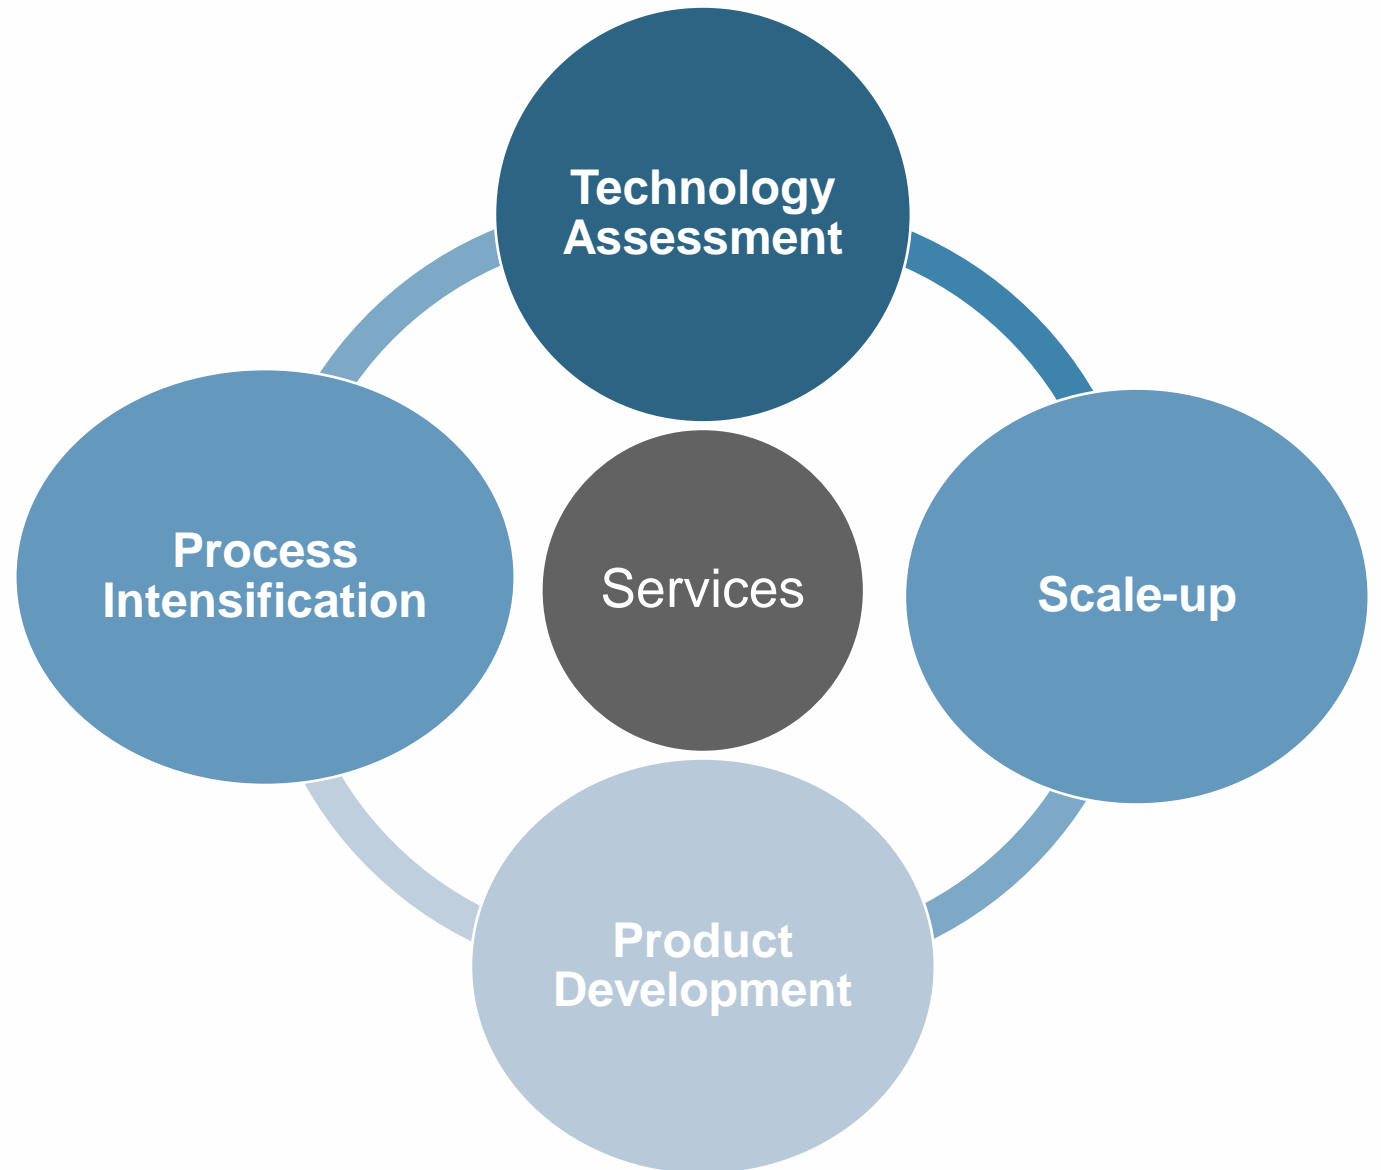 Technology
Assessment
Process
Intensification
Services
Scale-up
Product
Development